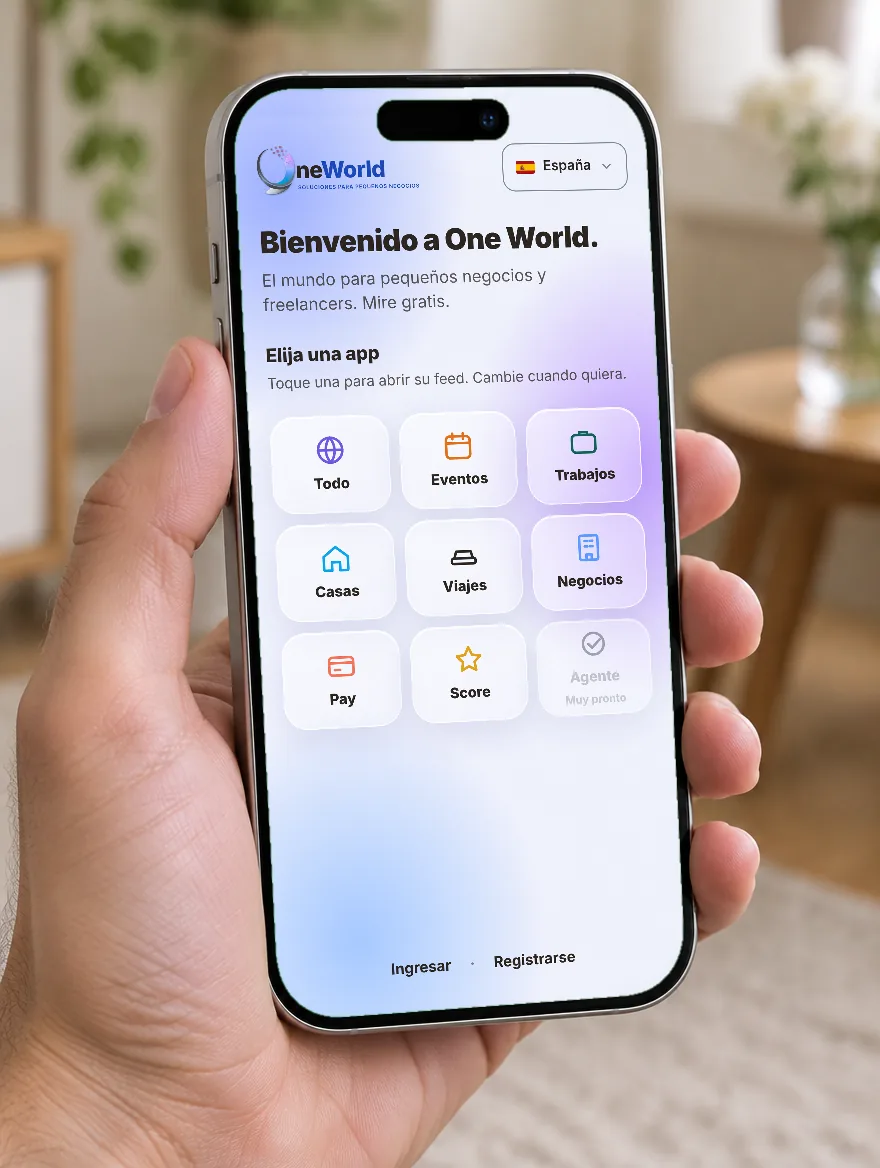 OneWorld
SOLUCIONES PARA PEQUEÑOS NEGOCIOS
España
Bienvenido a One World.
El mundo para pequeños negocios y
freelancers. Mire gratis.
Elija una app
Toque una para abrir su feed. Cambie cuando quiera.
Todo
Eventos
Trabajos
Casas
Viajes
Negocios
Pay
Score
Agente
Muy pronto
Ingresar · Registrarse